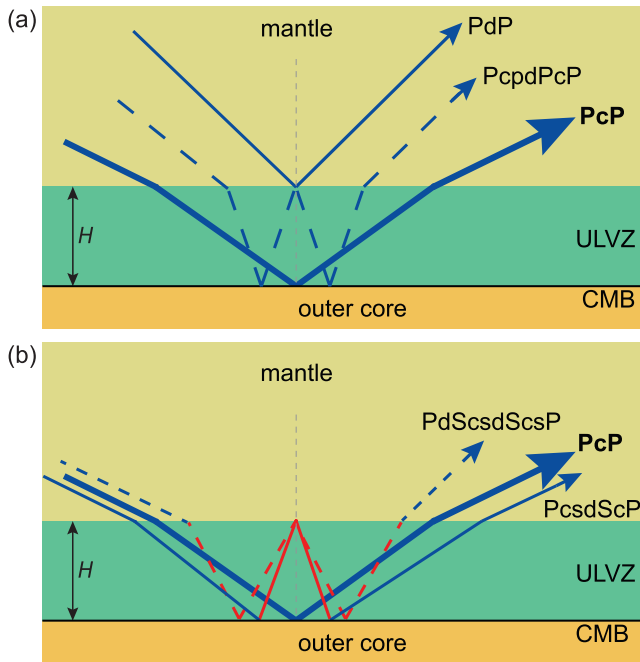 (a)
mantle
PdP
PcpdPcP
PcP
H
ULVZ
CMB
outer core
(b)
mantle
PdScsdScsP
PcP
PcsdScP
H
ULVZ
CMB
outer core